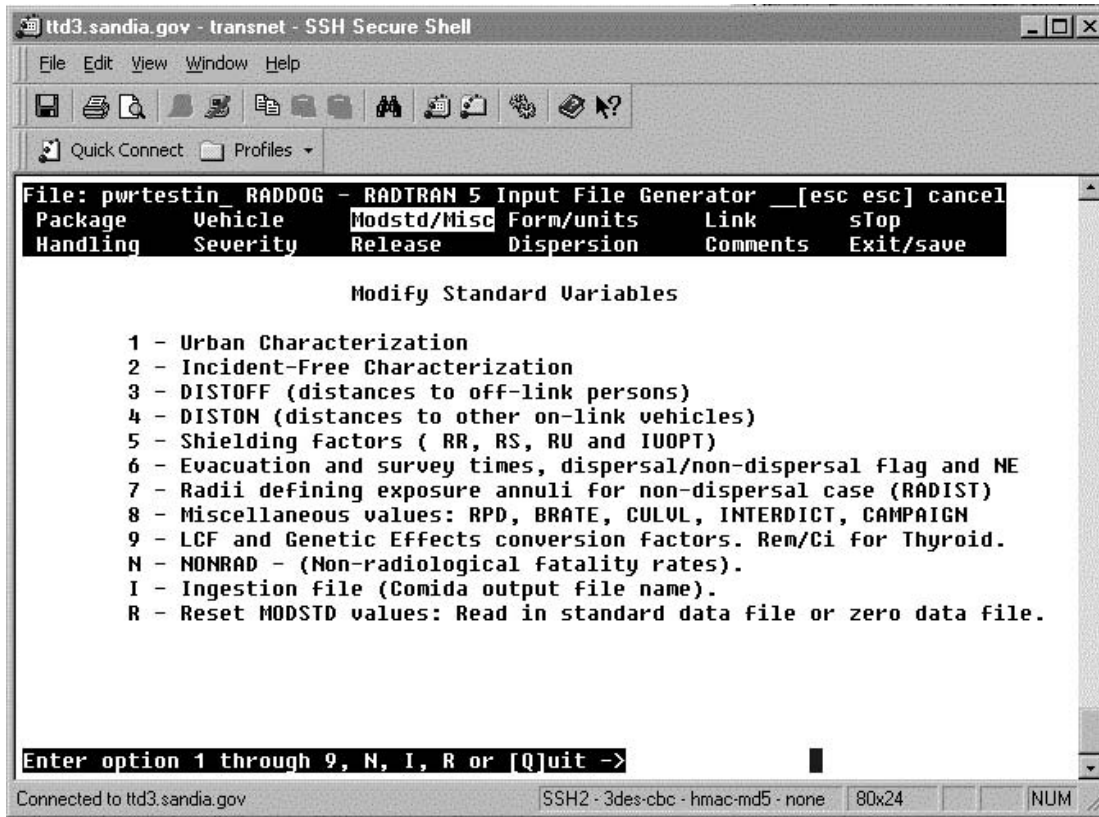 ttd3.sandia.gov - transnet - SSH Secure Shell
File Edit View Window Help
Quick Connect Profiles
File: pwrtestin_ RADDOG - RADTRAN 5 Input File Generator __[esc esc] cancel
Package Vehicle Modstd/Misc Form/units Link sTop
Handling Severity Release Dispersion Comments Exit/save
Modify Standard Variables
1 - Urban Characterization
2 - Incident-Free Characterization
3 - DISTOFF (distances to off-link persons)
4 - DISTON (distances to other on-link vehicles)
5 - Shielding factors ( RR, RS, RU and IUOPT)
6 - Evacuation and survey times, dispersal/non-dispersal flag and NE
7 - Radii defining exposure annuli for non-dispersal case (RADIST)
8 - Miscellaneous values: RPD, BRATE, CULVL, INTERDICT, CAMPAIGN
9 - LCF and Genetic Effects conversion factors. Rem/Ci for Thyroid.
N - NONRAD - (Non-radiological fatality rates).
I - Ingestion file (Comida output file name).
R - Reset MODSTD values: Read in standard data file or zero data file.
Enter option 1 through 9, N, I, R or [Q]uit ->
Connected to ttd3.sandia.gov SSH2 - 3des-cbc - hmac-md5 - none 80x24 NUM